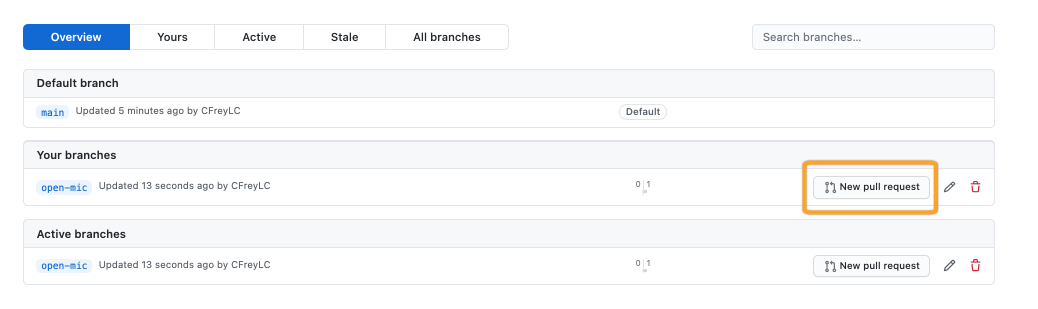 Overview Yours Active Stale All branches Search branches...
Default branch
main Updated 5 minutes ago by CFreyLC Default
Your branches
open-mic Updated 13 seconds ago by CFreyLC 0 1 New pull request
Active branches
open-mic Updated 13 seconds ago by CFreyLC 0 1 New pull request